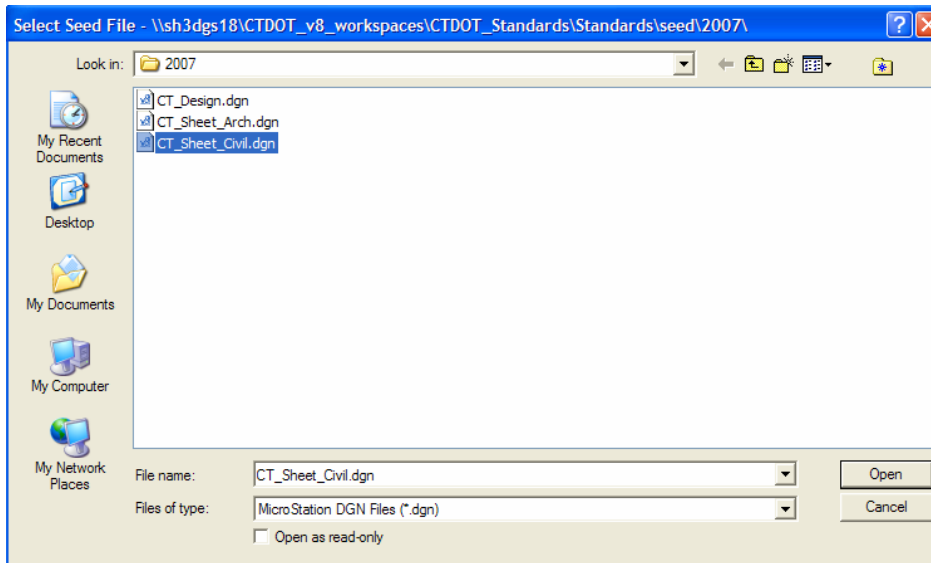 Select Seed File - \\sh3dgs18\CTDOT_v8_workspaces\CTDOT_Standards\Standards\seed\2007\
Look in: 2007
CT_Design.dgn
CT_Sheet_Arch.dgn
CT_Sheet_Civil.dgn
My Recent
Documents
Desktop
My Documents
My Computer
My Network
Places
File name: CT_Sheet_Civil.dgn Open
Files of type: MicroStation DGN Files (*.dgn) Cancel
Open as read-only